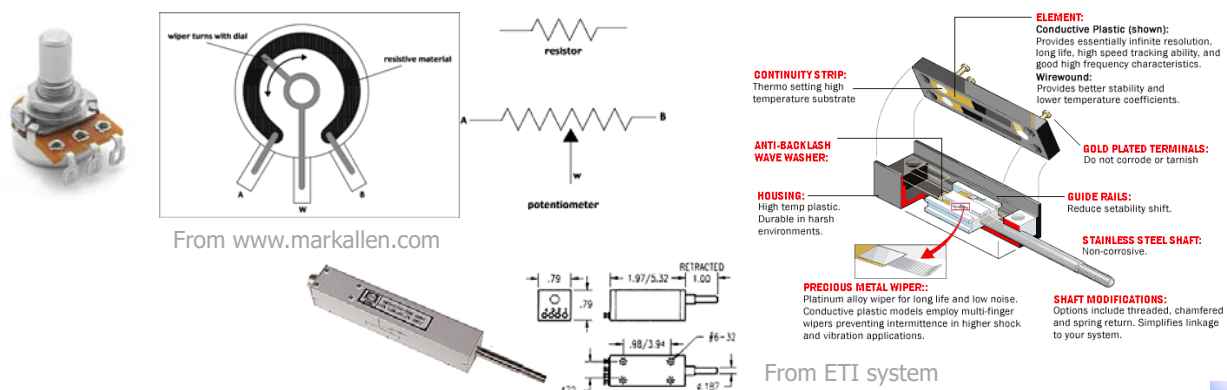 wiper turns with dial
resistive material
A
W
B
From www.markallen.com
resistor
A
B
w
potentiometer
.79
.79
1.97/5.32
RETRACTED
1.00
.98/3.94
#6-32
ø.187
ELEMENT:
Conductive Plastic (shown):
Provides essentially infinite resolution,
long life, high speed tracking ability, and
good high frequency characteristics.
Wirewound:
Provides better stability and
lower temperature coefficients.
CONTINUITY STRIP:
Thermo setting high
temperature substrate
ANTI-BACKLASH
WAVE WASHER:
GOLD PLATED TERMINALS:
Do not corrode or tarnish
HOUSING:
High temp plastic.
Durable in harsh
environments.
GUIDE RAILS:
Reduce setability shift.
STAINLESS STEEL SHAFT:
Non-corrosive.
PRECIOUS METAL WIPER::
Platinum alloy wiper for long life and low noise.
Conductive plastic models employ multi-finger
wipers preventing intermittence in higher shock
and vibration applications.
SHAFT MODIFICATIONS:
Options include threaded, chamfered
and spring return. Simplifies linkage
to your system.
From ETI system